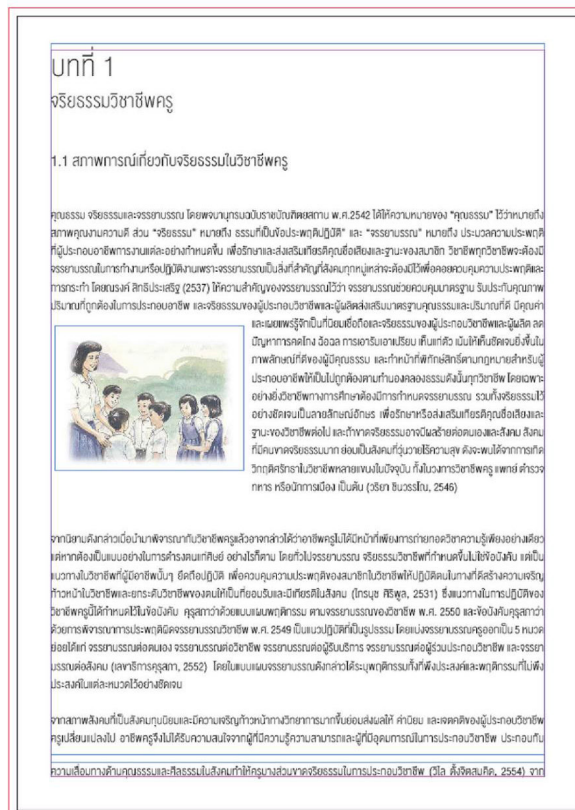 บทที่ 1
จริยธรรมวิชาชีพครู
1.1 สภาพการณ์เกี่ยวกับจริยธรรมในวิชาชีพครู
คุณธรรม จริยธรรมและจรรยาบรรณ โดยพจนานุกรมฉบับราชบัณฑิตยสถาน พ.ศ.2542 ได้ให้ความหมายของ “คุณธรรม” ไว้ว่าหมายถึง
สภาพคุณงามความดี ส่วน “จริยธรรม” หมายถึง ธรรมที่เป็นข้อประพฤติปฏิบัติ” และ “จรรยาบรรณ” หมายถึง ประมวลความประพฤติ
ที่ผู้ประกอบอาชีพการงานแต่ละอย่างกำหนดขึ้น เพื่อรักษาและส่งเสริมเกียรติคุณชื่อเสียงและฐานะของสมาชิก วิชาชีพทุกวิชาชีพจะต้องมี
จรรยาบรรณในการทำงานหรือปฏิบัติงานเพราะจรรยาบรรณเป็นสิ่งที่สำคัญที่สังคมทุกหมู่เหล่าจะต้องมีไว้เพื่อคอยควบคุมความประพฤติและ
การกระทำ โดยณรงค์ สิทธิประเสริฐ (2537) ให้ความสำคัญของจรรยาบรรณไว้ว่า จรรยาบรรณช่วยควบคุมมาตรฐาน รับประกันคุณภาพ
ปริมาณที่ถูกต้องในการประกอบอาชีพ และจริยธรรมของผู้ประกอบวิชาชีพและผู้ผลิตส่งเสริมมาตรฐานคุณธรรมและปริมาณที่ดี มีคุณค่า
และเผยแพร่รู้จักเป็นที่นิยมเชื่อถือและจริยธรรมของผู้ประกอบวิชาชีพและผู้ผลิต ลด
ปัญหาการคดโกง ฉ้อฉล การเอารัดเอาเปรียบ เห็นแก่ตัว เน้นให้เห็นชัดเจนยิ่งขึ้นใน
ภาพลักษณ์ที่ดีของผู้มีคุณธรรม และทำหน้าที่พิทักษ์สิทธิ์ตามกฎหมายสำหรับผู้
ประกอบอาชีพให้เป็นไปถูกต้องตามทำนองคลองธรรมดังนั้นทุกวิชาชีพ โดยเฉพาะ
อย่างยิ่งวิชาชีพทางการศึกษาต้องมีการกำหนดจรรยาบรรณ รวมทั้งจริยธรรมไว้
อย่างชัดเจนเป็นลายลักษณ์อักษร เพื่อรักษาหรือส่งเสริมเกียรติคุณชื่อเสียงและ
ฐานะของวิชาชีพต่อไป และถ้าขาดจริยธรรมอาจมีผลร้ายต่อตนเองและสังคม สังคม
ที่มีคนขาดจริยธรรมมาก ย่อมเป็นสังคมที่วุ่นวายไร้ความสุข ดังจะพบได้จากการเกิด
วิกฤติศรัทธาในวิชาชีพหลายแขนงในปัจจุบัน ทั้งในวงการวิชาชีพครู แพทย์ ตำรวจ
ทหาร หรือนักการเมือง เป็นต้น (วริยา ชินวรรโณ, 2546)
จากนิยามดังกล่าวเมื่อนำมาพิจารณากับวิชาชีพครูแล้วอาจกล่าวได้ว่าอาชีพครูไม่ได้มีหน้าที่เพียงการถ่ายทอดวิชาความรู้เพียงอย่างเดียว
แต่หากต้องเป็นแบบอย่างในการดำรงตนแก่ศิษย์ อย่างไรก็ตาม โดยทั่วไปจรรยาบรรณ จริยธรรมวิชาชีพที่กำหนดขึ้นไม่ใช่ข้อบังคับ แต่เป็น
แนวทางในวิชาชีพที่ผู้มีอาชีพนั้นๆ ยึดถือปฏิบัติ เพื่อควบคุมความประพฤติของสมาชิกในวิชาชีพให้ปฏิบัติตนในทางที่ดีสร้างความเจริญ
ก้าวหน้าในวิชาชีพและยกระดับวิชาชีพของตนให้เป็นที่ยอมรับและมีเกียรติในสังคม (ไกรนุช ศิริพูล, 2531) ซึ่งแนวทางในการปฏิบัติของ
วิชาชีพครูนี้ได้กำหนดไว้ในข้อบังคับ คุรุสภาว่าด้วยแบบแผนพฤติกรรม ตามจรรยาบรรณของวิชาชีพ พ.ศ. 2550 และข้อบังคับคุรุสภาว่า
ด้วยการพิจารณาการประพฤติผิดจรรยาบรรณวิชาชีพ พ.ศ. 2549 เป็นแนวปฏิบัติที่เป็นรูปธรรม โดยแบ่งจรรยาบรรณครูออกเป็น 5 หมวด
ย่อยได้แก่ จรรยาบรรณต่อตนเอง จรรยาบรรณต่อวิชาชีพ จรรยาบรรณต่อผู้รับบริการ จรรยาบรรณต่อผู้ร่วมประกอบวิชาชีพ และจรรยา
บรรณต่อสังคม (เลขาธิการคุรุสภา, 2552) โดยในแบบแผนจรรยาบรรณดังกล่าวได้ระบุพฤติกรรมทั้งที่พึงประสงค์และพฤติกรรมที่ไม่พึง
ประสงค์ในแต่ละหมวดไว้อย่างชัดเจน
จากสภาพสังคมที่เป็นสังคมทุนนิยมและมีความเจริญก้าวหน้าทางวิทยาการมากขึ้นย่อมส่งผลให้ ค่านิยม และเจตคติของผู้ประกอบวิชาชีพ
ครูเปลี่ยนแปลงไป อาชีพครูจึงไม่ได้รับความสนใจจากผู้ที่มีความรู้ความสามารถและผู้ที่มีอุดมการณ์ในการประกอบวิชาชีพ ประกอบกับ
ความเสื่อมทางด้านคุณธรรมและศีลธรรมในสังคมทำให้ครูบางส่วนขาดจริยธรรมในการประกอบวิชาชีพ (วิไล ตั้งจิตสมคิด, 2554) จาก